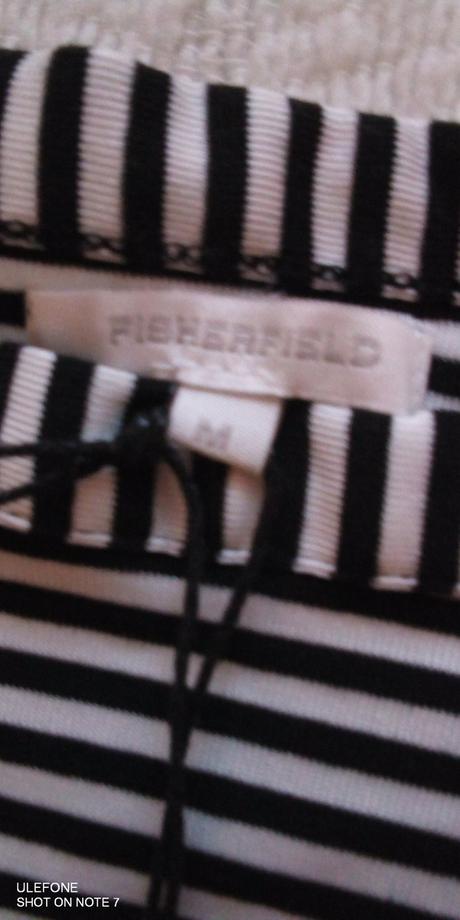 FISHERFIELD
M
ULEFONE
SHOT ON NOTE 7